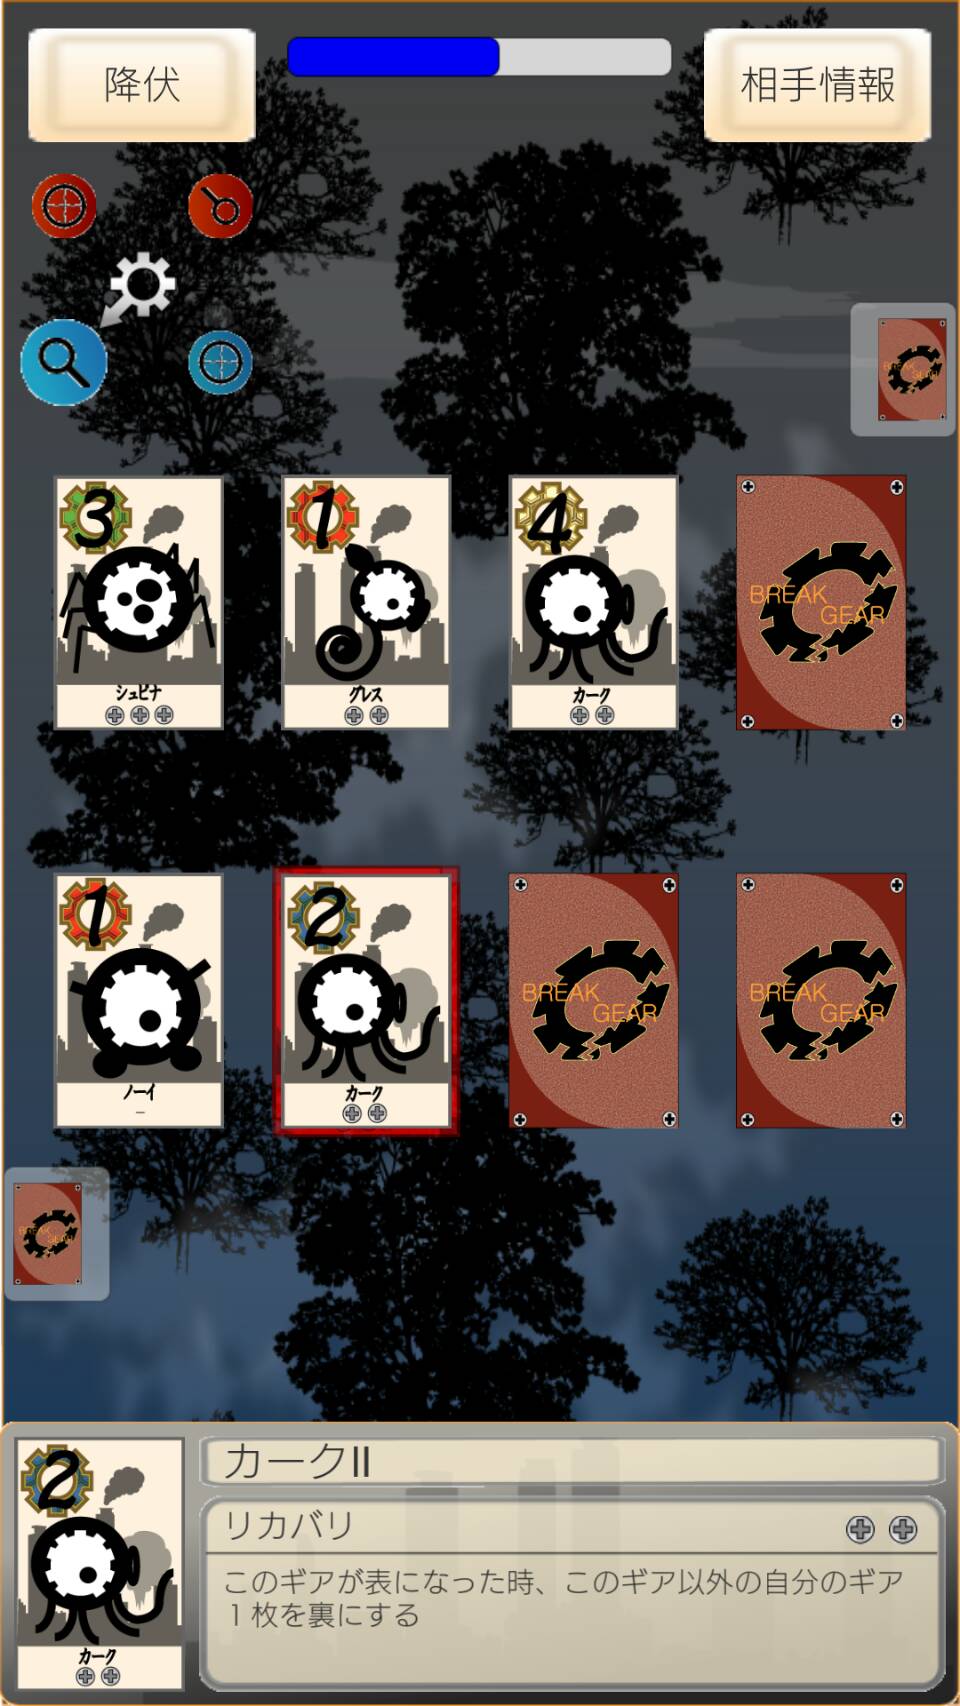 降伏
相手情報
3
1
4
シュピナ
グレス
カーク
BREAK
GEAR
1
2
ノーイ
–
カーク
BREAK
GEAR
BREAK
GEAR
2
カーク
カークII
リカバリ
このギアが表になった時、このギア以外の自分のギア
１枚を裏にする